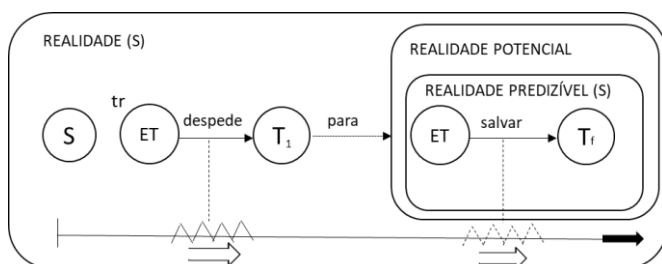 REALIDADE (S)
REALIDADE POTENCIAL
REALIDADE PREDIZÍVEL (S)
tr
S
ET
despede
T1
para
ET
salvar
Tf